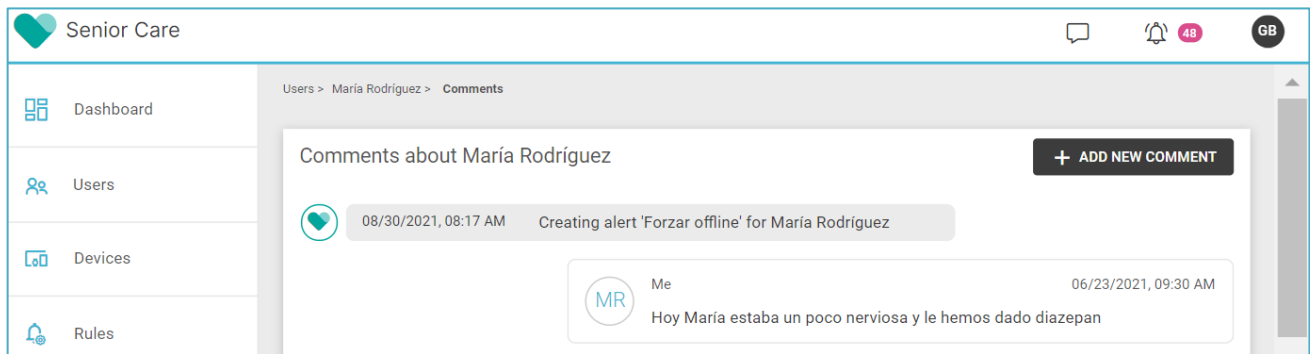 Senior Care
48
GB
Dashboard
Users
Devices
Rules
Users > María Rodríguez > Comments
Comments about María Rodríguez
+ ADD NEW COMMENT
08/30/2021, 08:17 AM Creating alert 'Forzar offline' for María Rodríguez
MR
Me 06/23/2021, 09:30 AM
Hoy María estaba un poco nerviosa y le hemos dado diazepan